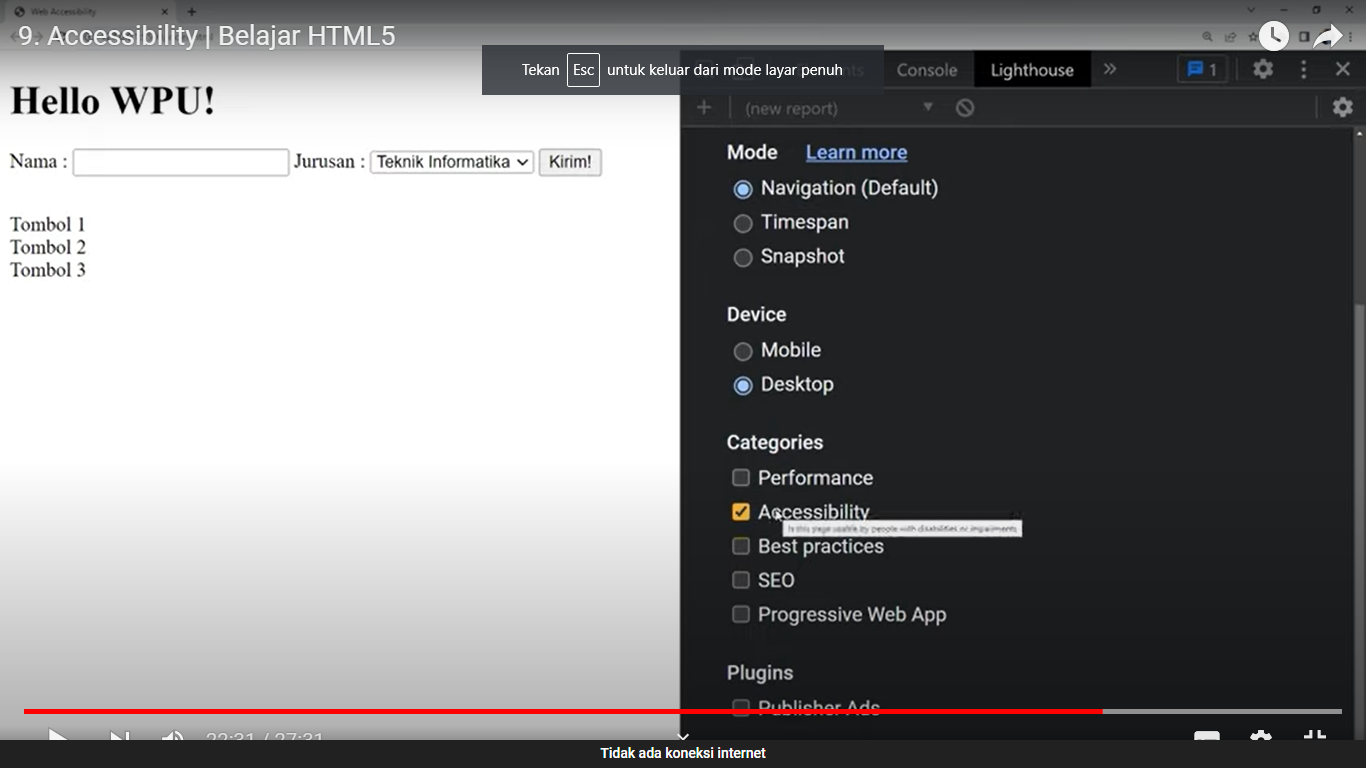 Web Accessibility
9. Accessibility | Belajar HTML5
Tekan Esc untuk keluar dari mode layar penuh
Console
Lighthouse
1
Hello WPU!
(new report)
Nama :
Jurusan :
Teknik Informatika
Kirim!
Tombol 1
Tombol 2
Tombol 3
Mode
Learn more
Navigation (Default)
Timespan
Snapshot
Device
Mobile
Desktop
Categories
Performance
Accessibility
Is this page usable by people with disabilities or impairments
Best practices
SEO
Progressive Web App
Plugins
Publisher Ads
22:31 / 27:31
Tidak ada koneksi internet